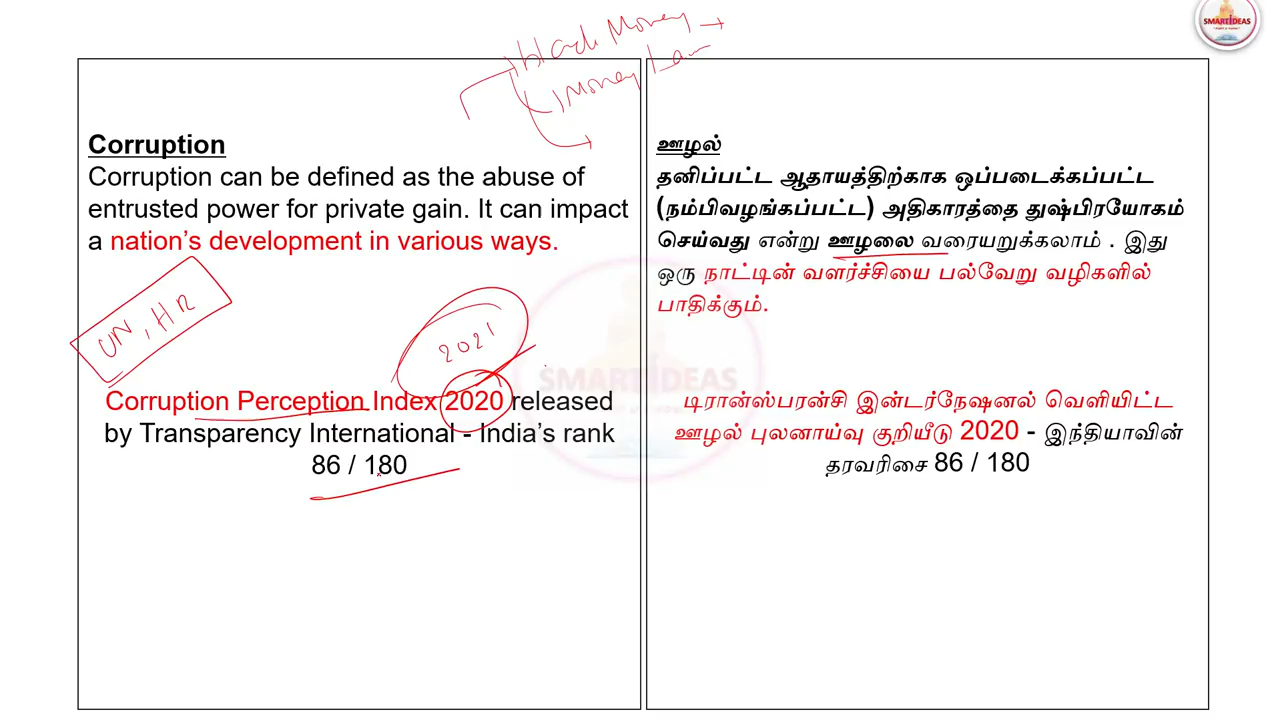 SMARTIDEAS
black Money
Money Lau
Corruption
Corruption can be defined as the abuse of
entrusted power for private gain. It can impact
a nation's development in various ways.
UN, HR
2021
Corruption Perception Index 2020 released
by Transparency International - India's rank
86 / 180
ஊழல்
தனிப்பட்ட ஆதாயத்திற்காக ஒப்படைக்கப்பட்ட
(நம்பிவழங்கப்பட்ட) அதிகாரத்தை துஷ்பிரயோகம்
செய்வது என்று ஊழலை வரையறுக்கலாம் . இது
ஒரு நாட்டின் வளர்ச்சியை பல்வேறு வழிகளில்
பாதிக்கும்.
டிரான்ஸ்பரன்சி இன்டர்நேஷனல் வெளியிட்ட
ஊழல் புலனாய்வு குறியீடு 2020 - இந்தியாவின்
தரவரிசை 86 / 180
SMARTIDEAS